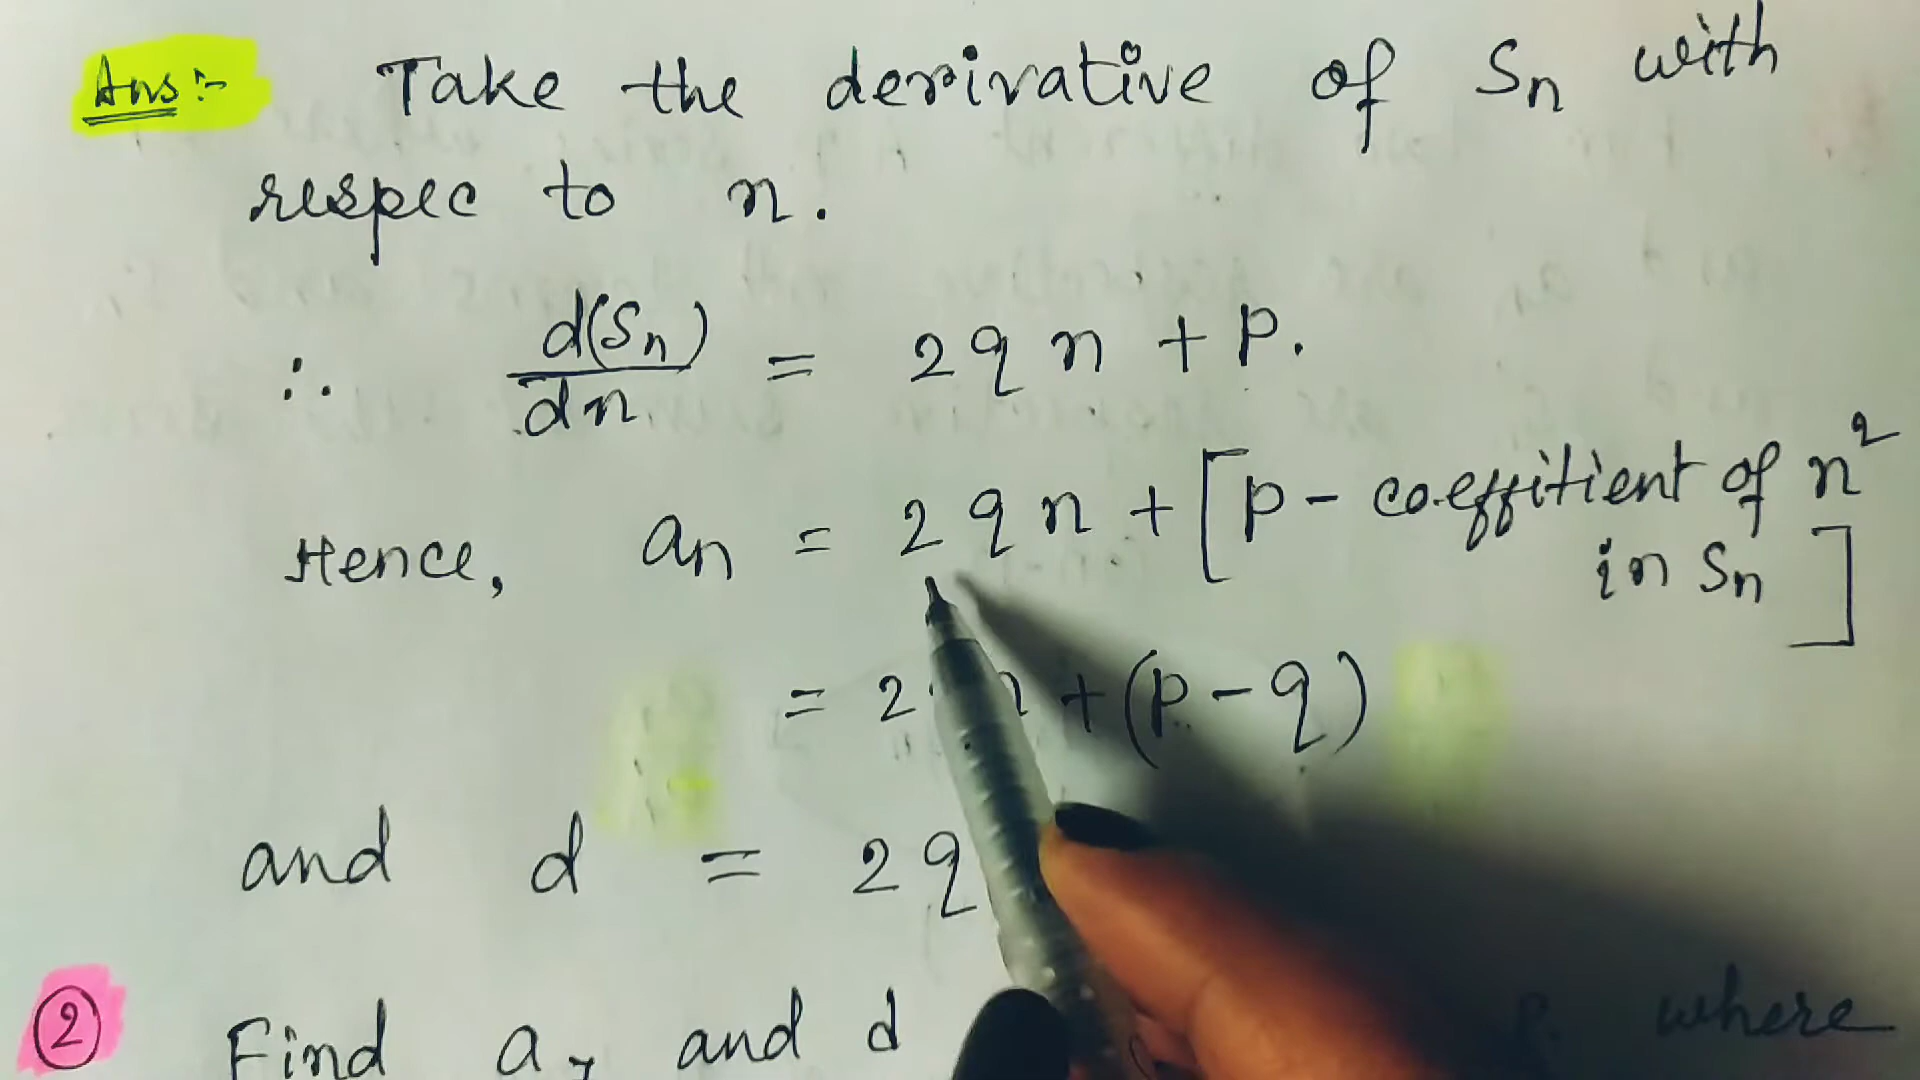 Ans:- Take the derivative of Sn with
respec to n.
∴ d(Sn)/dn = 2qn + p.
Hence, an = 2qn + [p - coeffitient of n²
in Sn]
= 2 n + (p - q)
and d = 2q
② Find a7 and d where